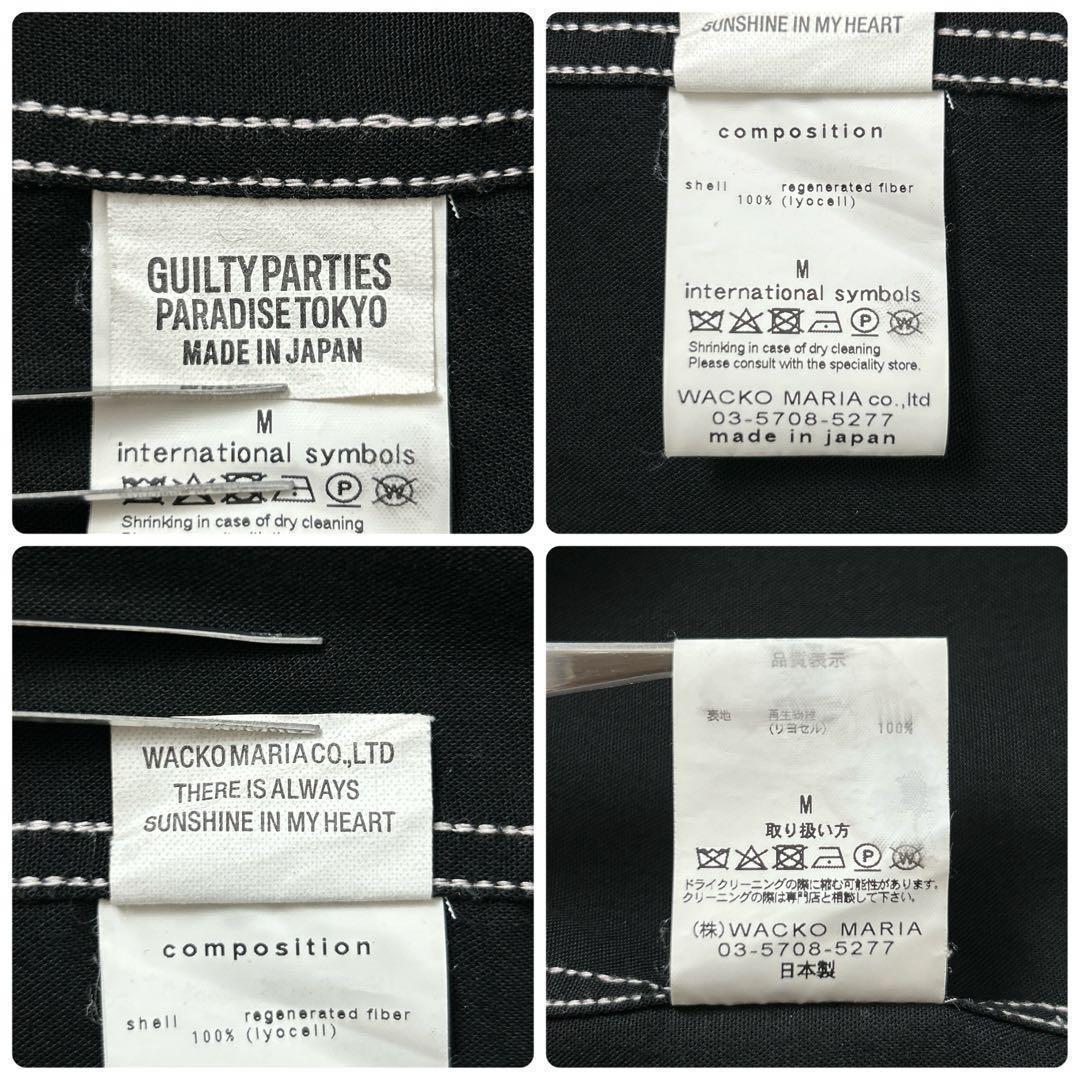 GUILTYPARTIES
PARADISETOKYO
MADE IN JAPAN
M
international symbols
P W
Shrinking in case of dry cleaning
SUNSHINE IN MY HEART
composition
shell regenerated fiber
100% (lyocell)
M
international symbols
P W
Shrinking in case of dry cleaning
Please consult with the speciality store.
WACKO MARIA co.,ltd
03-5708-5277
made in japan
WACKO MARIA CO.,LTD
THERE IS ALWAYS
SUNSHINE IN MY HEART
composition
shell regenerated fiber
100% (lyocell)
品質表示
表地 再生繊維 100%
(リヨセル)
M
取り扱い方
P W
ドライクリーニングの際に縮む可能性があります。
クリーニングの際は専門店と相談して下さい。
(株)WACKO MARIA
03-5708-5277
日本製